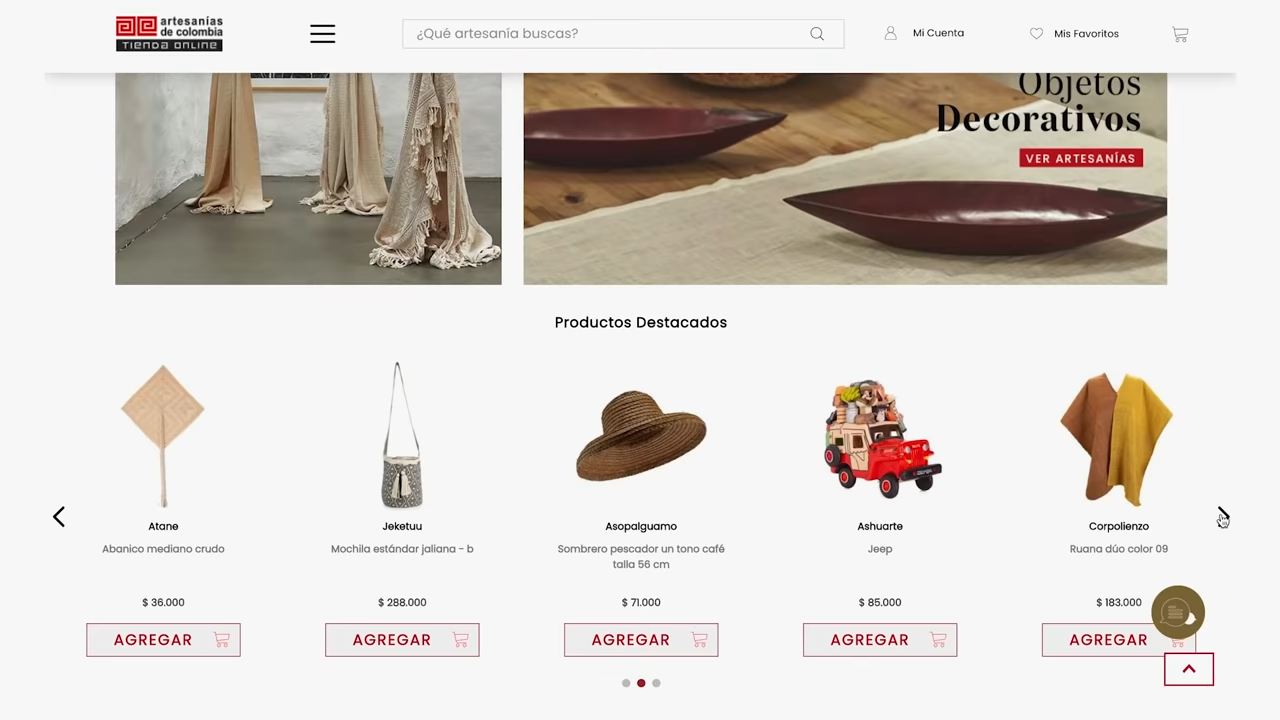 artesanías
de colombia
TIENDA ONLINE
¿Qué artesanía buscas?
Mi Cuenta
Mis Favoritos
Objetos
Decorativos
VER ARTESANÍAS
Productos Destacados
Atane
Abanico mediano crudo
$ 36.000
AGREGAR
Jeketuu
Mochila estándar jaliana - b
$ 288.000
AGREGAR
Asopalguamo
Sombrero pescador un tono café
talla 56 cm
$ 71.000
AGREGAR
Ashuarte
Jeep
$ 85.000
AGREGAR
Corpolienzo
Ruana dúo color 09
$ 183.000
AGREGAR